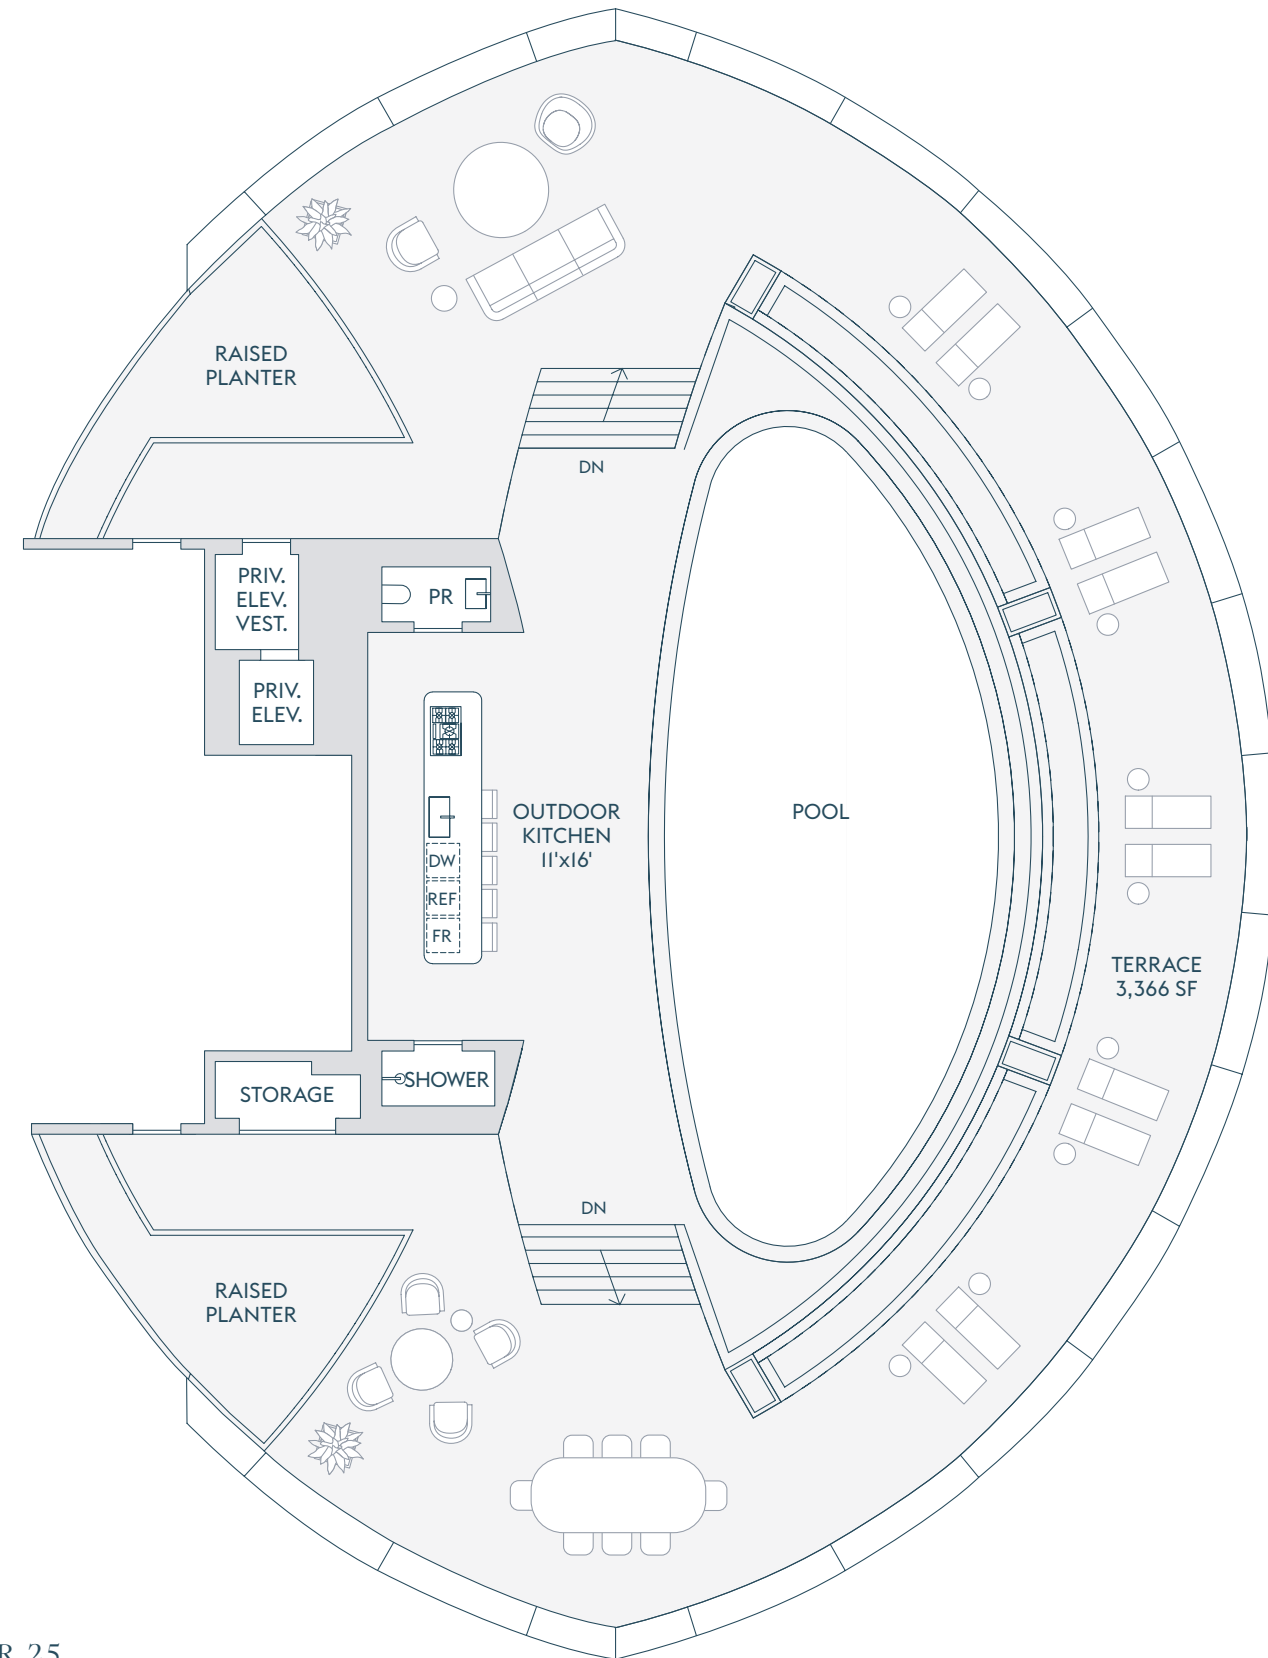 RAISED
PLANTER
DN
PRIV.
ELEV.
VEST.
PR
PRIV.
ELEV.
OUTDOOR
KITCHEN
11'x16'
POOL
DW
REF
FR
TERRACE
3,366 SF
STORAGE
SHOWER
DN
RAISED
PLANTER
R 25